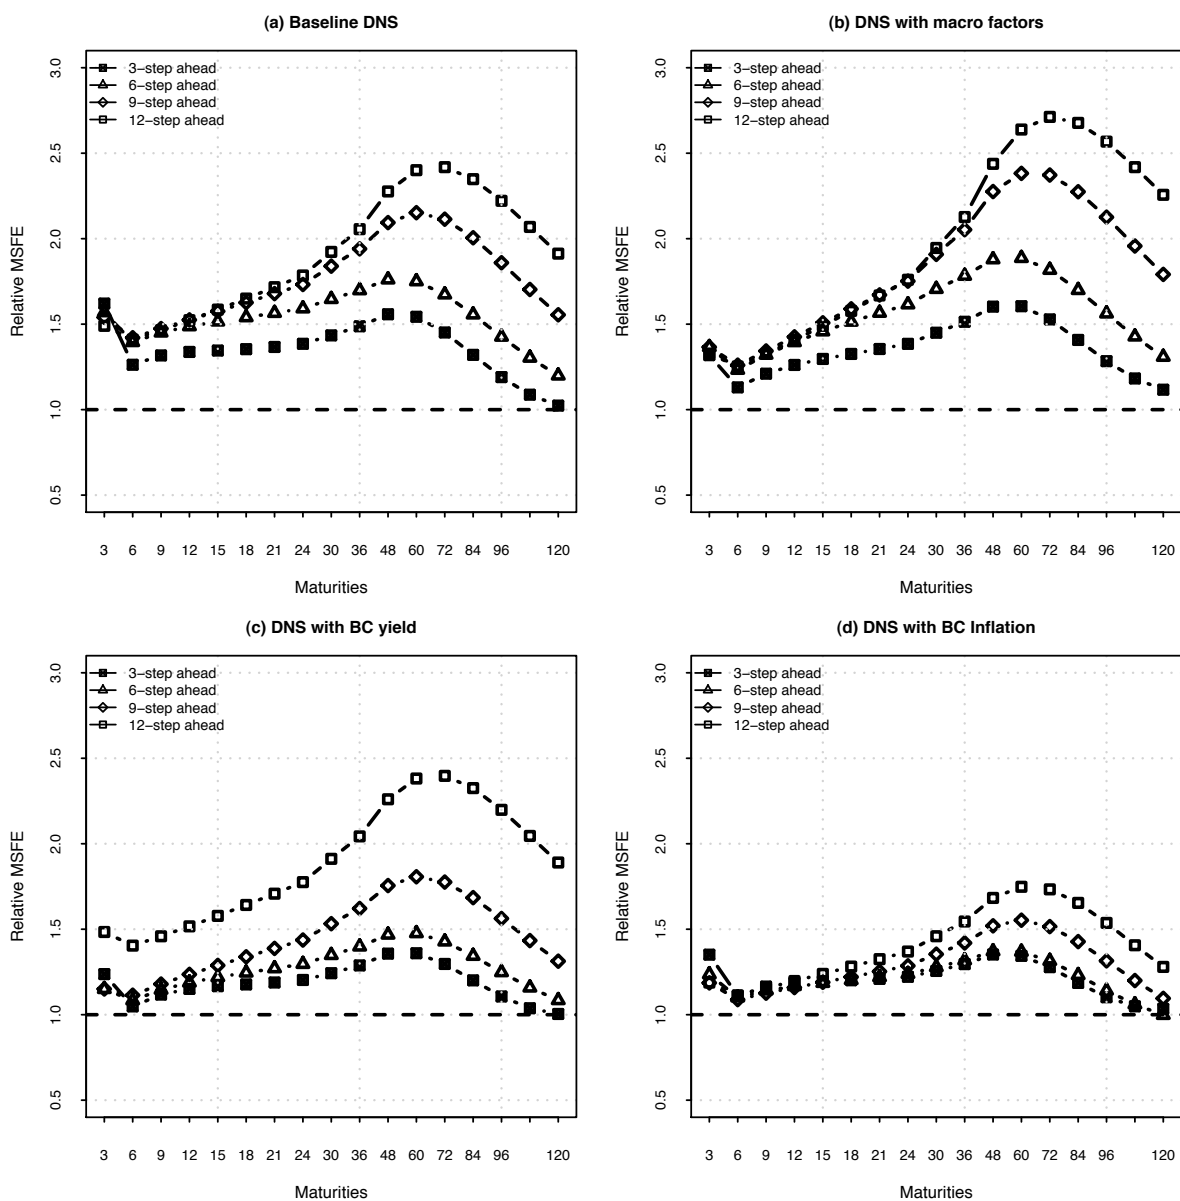 (a) Baseline DNS
3−step ahead
6−step ahead
9−step ahead
12−step ahead
Relative MSFE
0.5 1.0 1.5 2.0 2.5 3.0
3 6 9 12 15 18 21 24 30 36 48 60 72 84 96 120
Maturities
(b) DNS with macro factors
3−step ahead
6−step ahead
9−step ahead
12−step ahead
Relative MSFE
0.5 1.0 1.5 2.0 2.5 3.0
3 6 9 12 15 18 21 24 30 36 48 60 72 84 96 120
Maturities
(c) DNS with BC yield
3−step ahead
6−step ahead
9−step ahead
12−step ahead
Relative MSFE
0.5 1.0 1.5 2.0 2.5 3.0
3 6 9 12 15 18 21 24 30 36 48 60 72 84 96 120
Maturities
(d) DNS with BC Inflation
3−step ahead
6−step ahead
9−step ahead
12−step ahead
Relative MSFE
0.5 1.0 1.5 2.0 2.5 3.0
3 6 9 12 15 18 21 24 30 36 48 60 72 84 96 120
Maturities